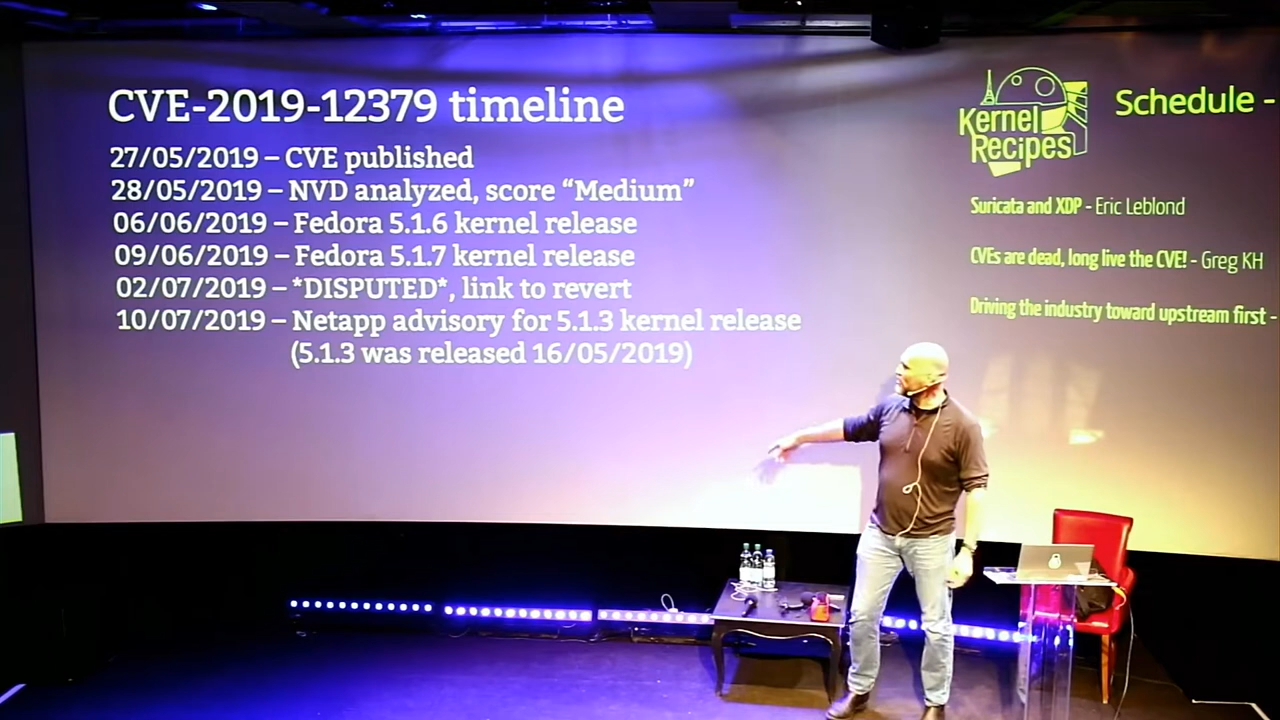 CVE-2019-12379 timeline
27/05/2019 – CVE published
28/05/2019 – NVD analyzed, score “Medium”
06/06/2019 – Fedora 5.1.6 kernel release
09/06/2019 – Fedora 5.1.7 kernel release
02/07/2019 – *DISPUTED*, link to revert
10/07/2019 – Netapp advisory for 5.1.3 kernel release
(5.1.3 was released 16/05/2019)
Kernel
Recipes
Schedule -
Suricata and XDP - Eric Leblond
CVEs are dead, long live the CVE! - Greg KH
Driving the industry toward upstream first -